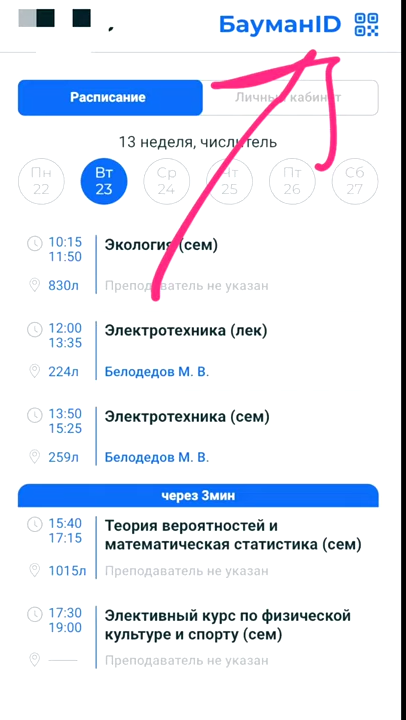 БауманID
Расписание
Личный кабинет
13 неделя, числитель
Пн Вт Ср Чт Пт Сб
22 23 24 25 26 27
10:15 Экология (сем)
11:50
830л Преподаватель не указан
12:00 Электротехника (лек)
13:35
224л Белодедов М. В.
13:50 Электротехника (сем)
15:25
259л Белодедов М. В.
через 3мин
15:40 Теория вероятностей и
17:15 математическая статистика (сем)
1015л Преподаватель не указан
17:30 Элективный курс по физической
19:00 культуре и спорту (сем)
Преподаватель не указан